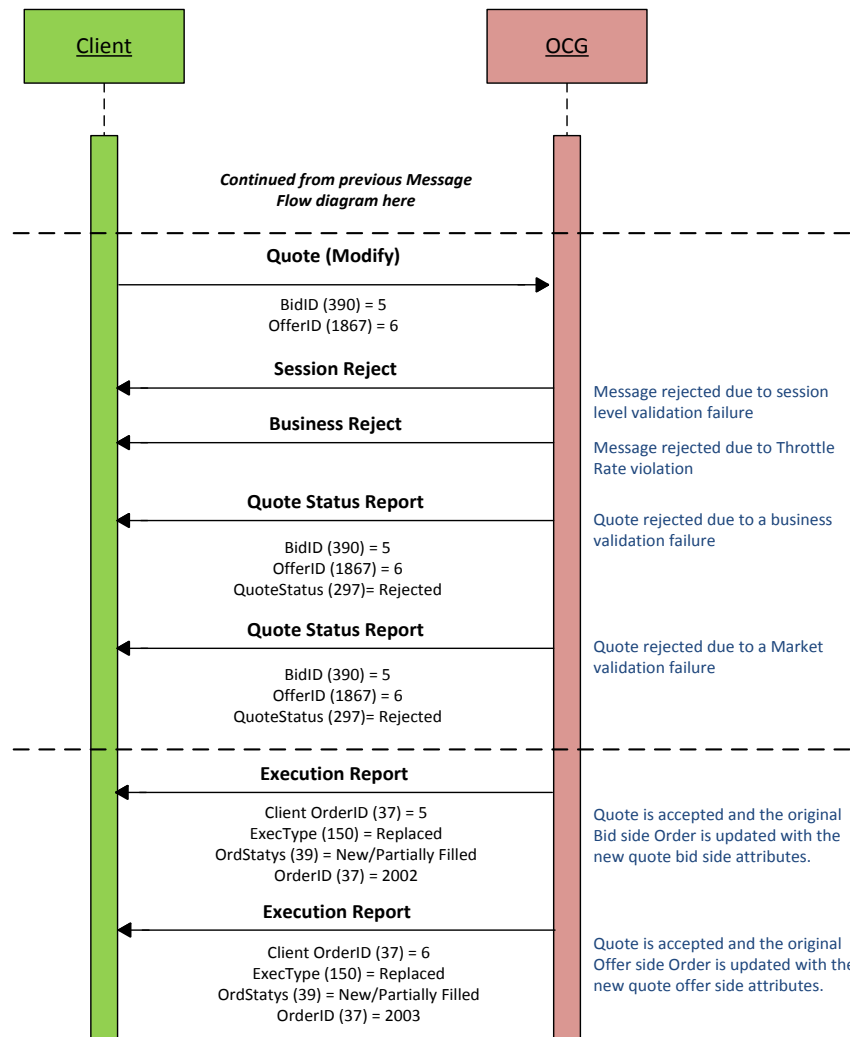 Client
OCG
Continued from previous Message
Flow diagram here
Quote (Modify)
BidID (390) = 5
OfferID (1867) = 6
Session Reject
Message rejected due to session
level validation failure
Business Reject
Message rejected due to Throttle
Rate violation
Quote Status Report
Quote rejected due to a business
validation failure
BidID (390) = 5
OfferID (1867) = 6
QuoteStatus (297)= Rejected
Quote Status Report
Quote rejected due to a Market
validation failure
BidID (390) = 5
OfferID (1867) = 6
QuoteStatus (297)= Rejected
Execution Report
Client OrderID (37) = 5
ExecType (150) = Replaced
OrdStatys (39) = New/Partially Filled
OrderID (37) = 2002
Quote is accepted and the original
Bid side Order is updated with the
new quote bid side attributes.
Execution Report
Client OrderID (37) = 6
ExecType (150) = Replaced
OrdStatys (39) = New/Partially Filled
OrderID (37) = 2003
Quote is accepted and the original
Offer side Order is updated with the
new quote offer side attributes.